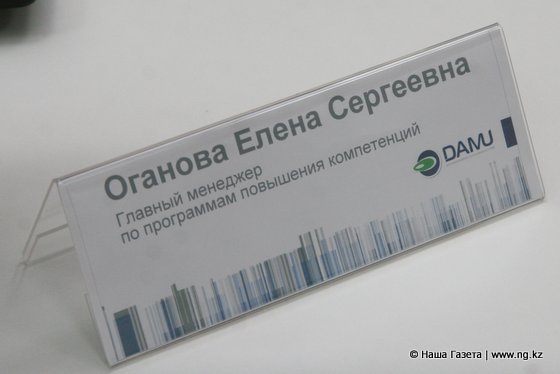 Оганова Елена Сергеевна
Главный менеджер
по программам повышения компетенций
DAMU
© Наша Газета | www.ng.kz